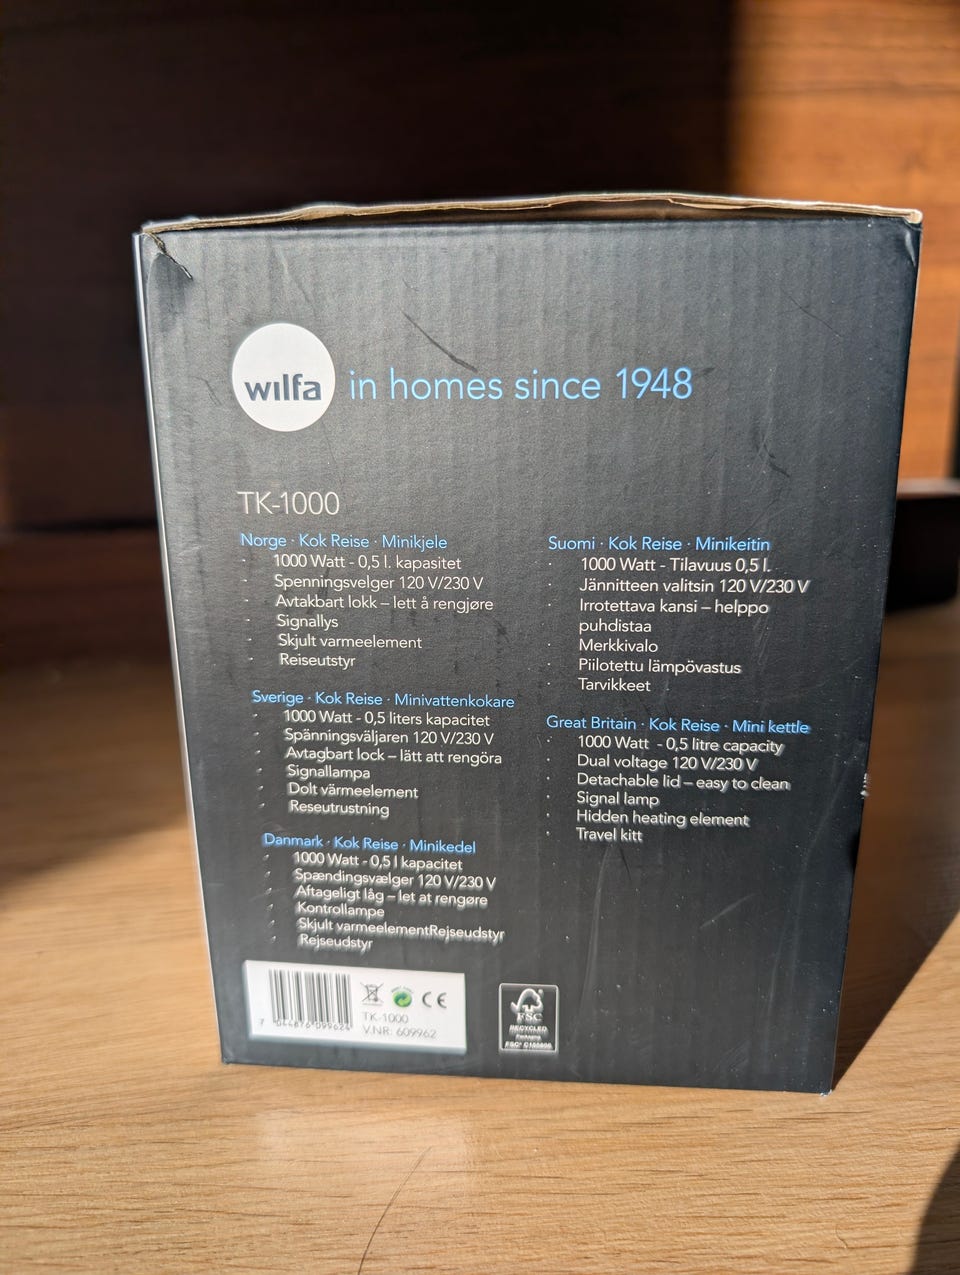 wılfa in homes since 1948
TK-1000
Norge · Kok Reise · Minikjele
· 1000 Watt - 0,5 l. kapasitet
· Spenningsvelger 120 V/230 V
· Avtakbart lokk – lett å rengjøre
· Signallys
· Skjult varmeelement
· Reiseutstyr
Sverige · Kok Reise · Minivattenkokare
· 1000 Watt - 0,5 liters kapacitet
· Spänningsväljaren 120 V/230 V
· Avtagbart lock – lätt att rengöra
· Signallampa
· Dolt värmeelement
· Reseutrustning
Danmark · Kok Reise · Minikedel
· 1000 Watt - 0,5 l kapacitet
· Spændingsvælger 120 V/230 V
· Aftageligt låg – let at rengøre
· Kontrollampe
· Skjult varmeelementRejseudstyr
· Rejseudstyr
Suomi · Kok Reise · Minikeitin
· 1000 Watt - Tilavuus 0,5 l.
· Jännitteen valitsin 120 V/230 V
· Irrotettava kansi – helppo
puhdistaa
· Merkkivalo
· Piilotettu lämpövastus
· Tarvikkeet
Great Britain · Kok Reise · Mini kettle
· 1000 Watt - 0,5 litre capacity
· Dual voltage 120 V/230 V
· Detachable lid – easy to clean
· Signal lamp
· Hidden heating element
· Travel kitt
7 044876 099624
CE
TK-1000
V.NR: 609962
FSC
RECYCLED
Packaging